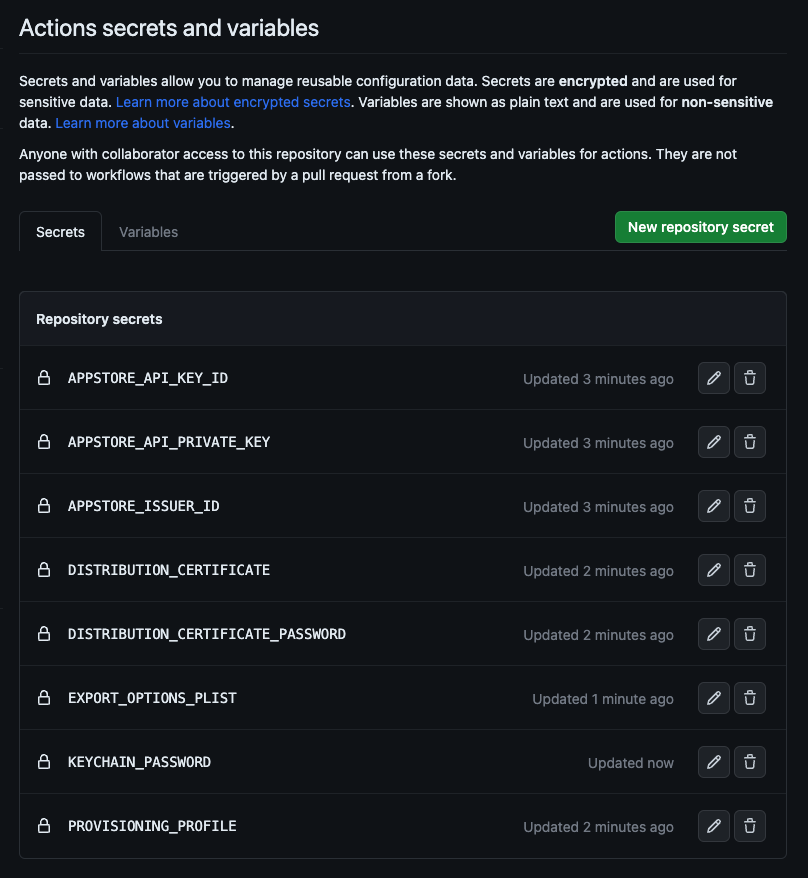 Actions secrets and variables
Secrets and variables allow you to manage reusable configuration data. Secrets are encrypted and are used for
sensitive data. Learn more about encrypted secrets. Variables are shown as plain text and are used for non-sensitive
data. Learn more about variables.
Anyone with collaborator access to this repository can use these secrets and variables for actions. They are not
passed to workflows that are triggered by a pull request from a fork.
Secrets Variables New repository secret
Repository secrets
APPSTORE_API_KEY_ID Updated 3 minutes ago
APPSTORE_API_PRIVATE_KEY Updated 3 minutes ago
APPSTORE_ISSUER_ID Updated 3 minutes ago
DISTRIBUTION_CERTIFICATE Updated 2 minutes ago
DISTRIBUTION_CERTIFICATE_PASSWORD Updated 2 minutes ago
EXPORT_OPTIONS_PLIST Updated 1 minute ago
KEYCHAIN_PASSWORD Updated now
PROVISIONING_PROFILE Updated 2 minutes ago